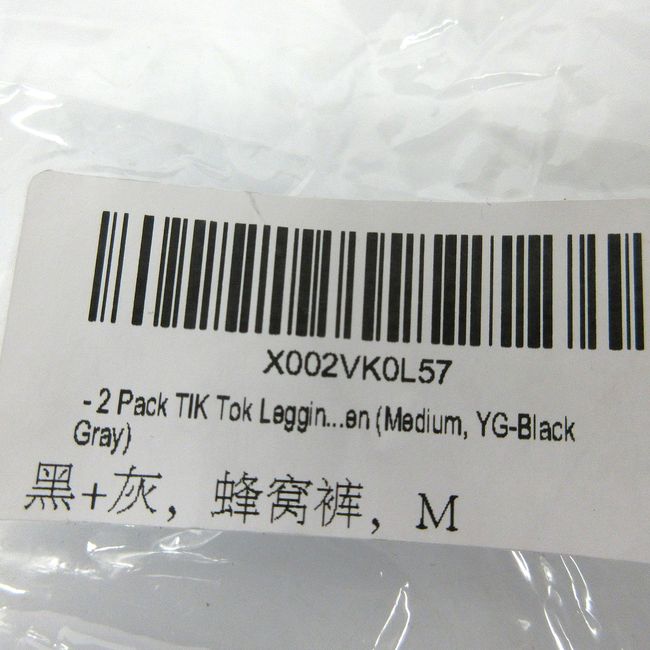 X002VK0L57
- 2 Pack TIK Tok Leggin...en (Medium, YG-Black
Gray)
黑+灰，蜂窝裤，M